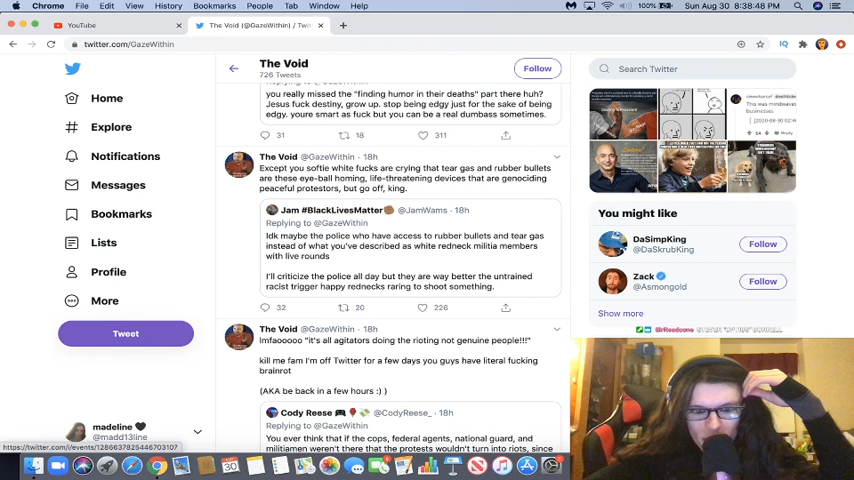 Chrome File Edit View History Bookmarks People Tab Window Help 100% Sun Aug 30 8:38:48 PM
YouTube
The Void (@GazeWithin) / Twit
twitter.com/GazeWithin
IQ
Home
Explore
Notifications
Messages
Bookmarks
Lists
Profile
More
Tweet
madeline
@madd13line
https://twitter.com/i/events/1286637825446703107
The Void
726 Tweets
Follow
Replying to @GazeWithin
you really missed the "finding humor in their deaths" part there huh?
Jesus fuck destiny, grow up. stop being edgy just for the sake of being
edgy. youre smart as fuck but you can be a real dumbass sometimes.
31 18 311
The Void @GazeWithin · 18h
Except you softie white fucks are crying that tear gas and rubber bullets
are these eye-ball homing, life-threatening devices that are genociding
peaceful protestors, but go off, king.
Jam #BlackLivesMatter @JamWams · 18h
Replying to @GazeWithin
Idk maybe the police who have access to rubber bullets and tear gas
instead of what you've described as white redneck militia members
with live rounds
I'll criticize the police all day but they are way better the untrained
racist trigger happy rednecks raring to shoot something.
32 20 226
The Void @GazeWithin · 18h
lmfaooooo "it's all agitators doing the rioting not genuine people!!!"
kill me fam I'm off Twitter for a few days you guys have literal fucking
brainrot
(AKA be back in a few hours :) )
Cody Reese @CodyReese_ · 18h
Replying to @GazeWithin
You ever think that if the cops, federal agents, national guard, and
militiamen weren't there that the protests wouldn't turn into riots, since
Search Twitter
You might like
DaSimpKing
@DaSkrubKing
Follow
Zack
@Asmongold
Follow
Show more